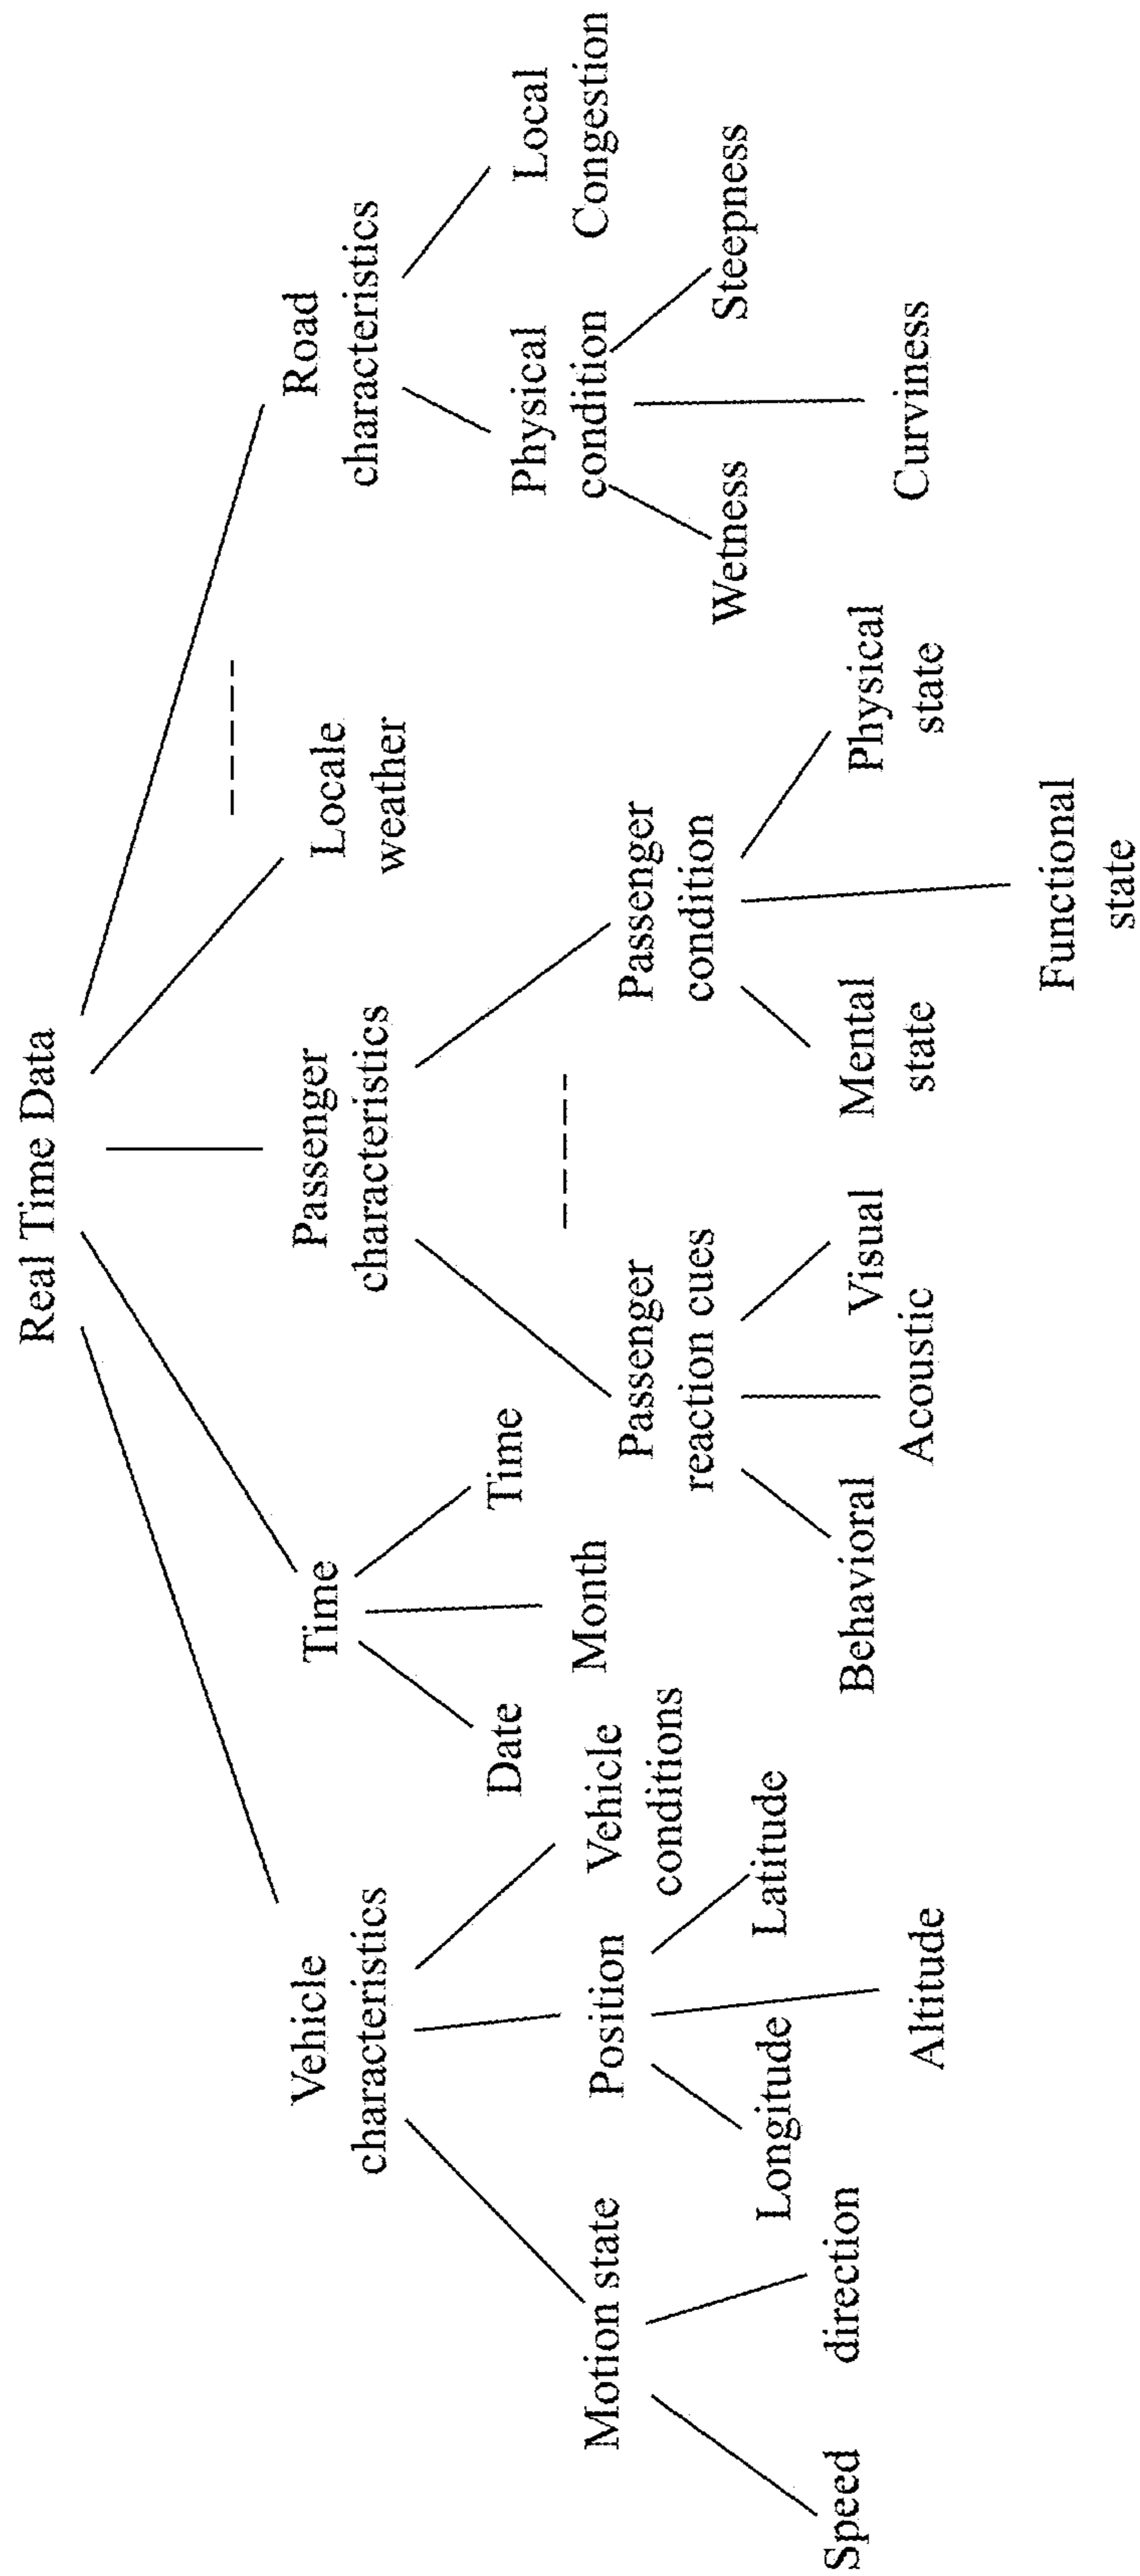 Real Time Data
Vehicle
characteristics
Time
Passenger
characteristics
Locale
weather
Road
characteristics
Motion state
Position
Vehicle
conditions
Date
Month
Time
Passenger
reaction cues
Passenger
condition
Physical
condition
Local
Congestion
Speed
direction
Longitude
Altitude
Latitude
Behavioral
Acoustic
Visual
Mental
state
Functional
state
Physical
state
Wetness
Curviness
Steepness